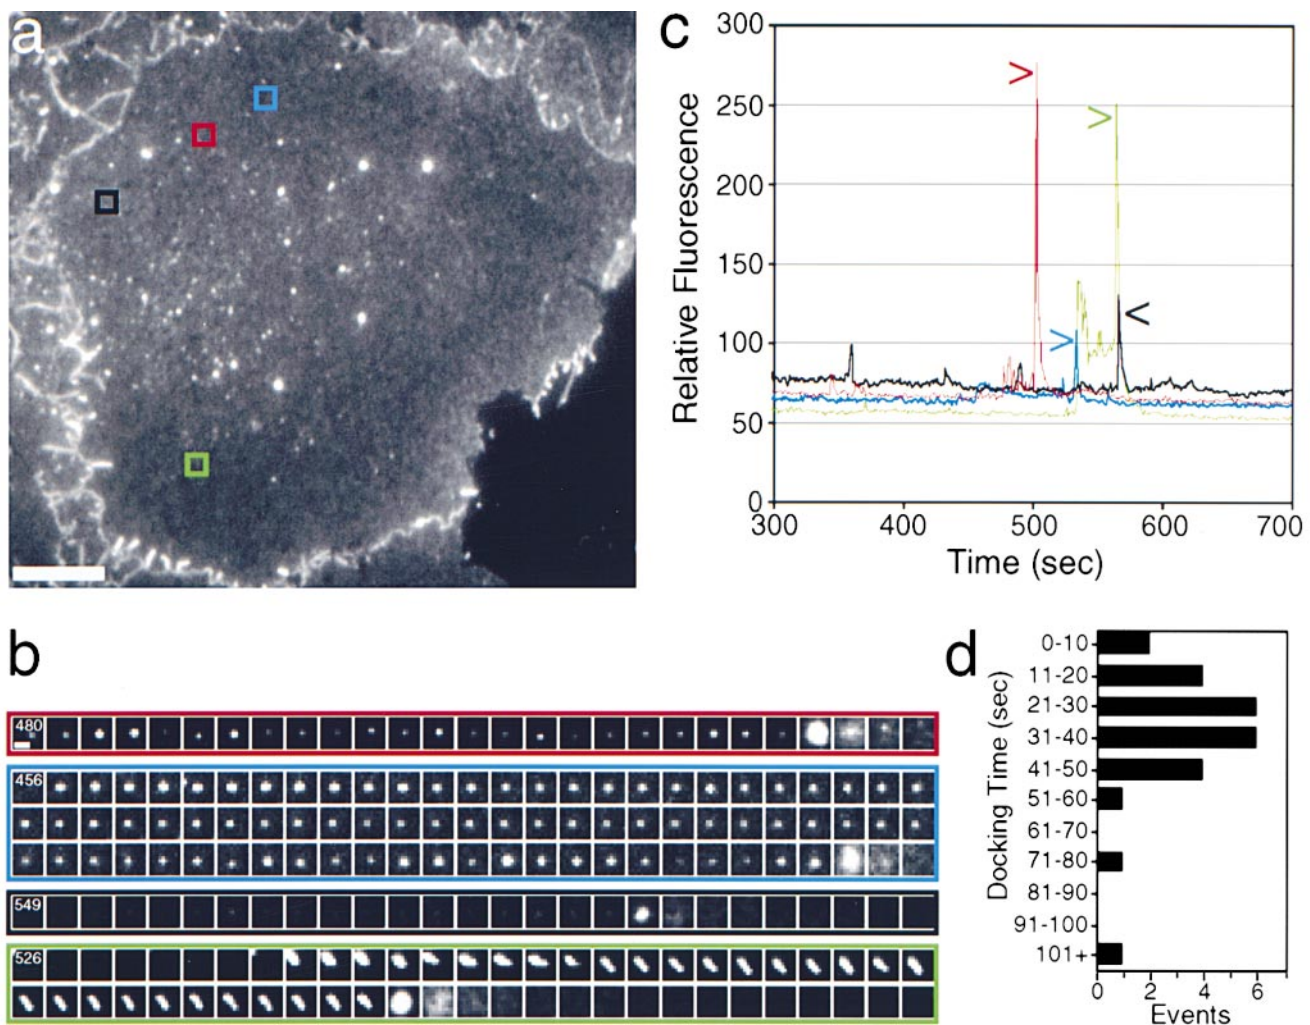 a
c
300
250
200
150
100
50
0
Relative Fluorescence
>
>
>
<
300 400 500 600 700
Time (sec)
b
480
456
549
526
d
Docking Time (sec)
0-10
11-20
21-30
31-40
41-50
51-60
61-70
71-80
81-90
91-100
101+
0 2 4 6
Events